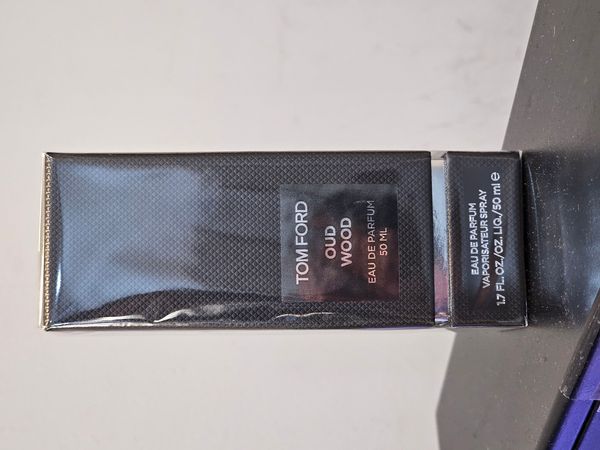 TOM FORD
OUD
WOOD
EAU DE PARFUM
50 ML
EAU DE PARFUM
VAPORISATEUR SPRAY
1.7 FL. OZ./OZ. LIQ./50 ml e